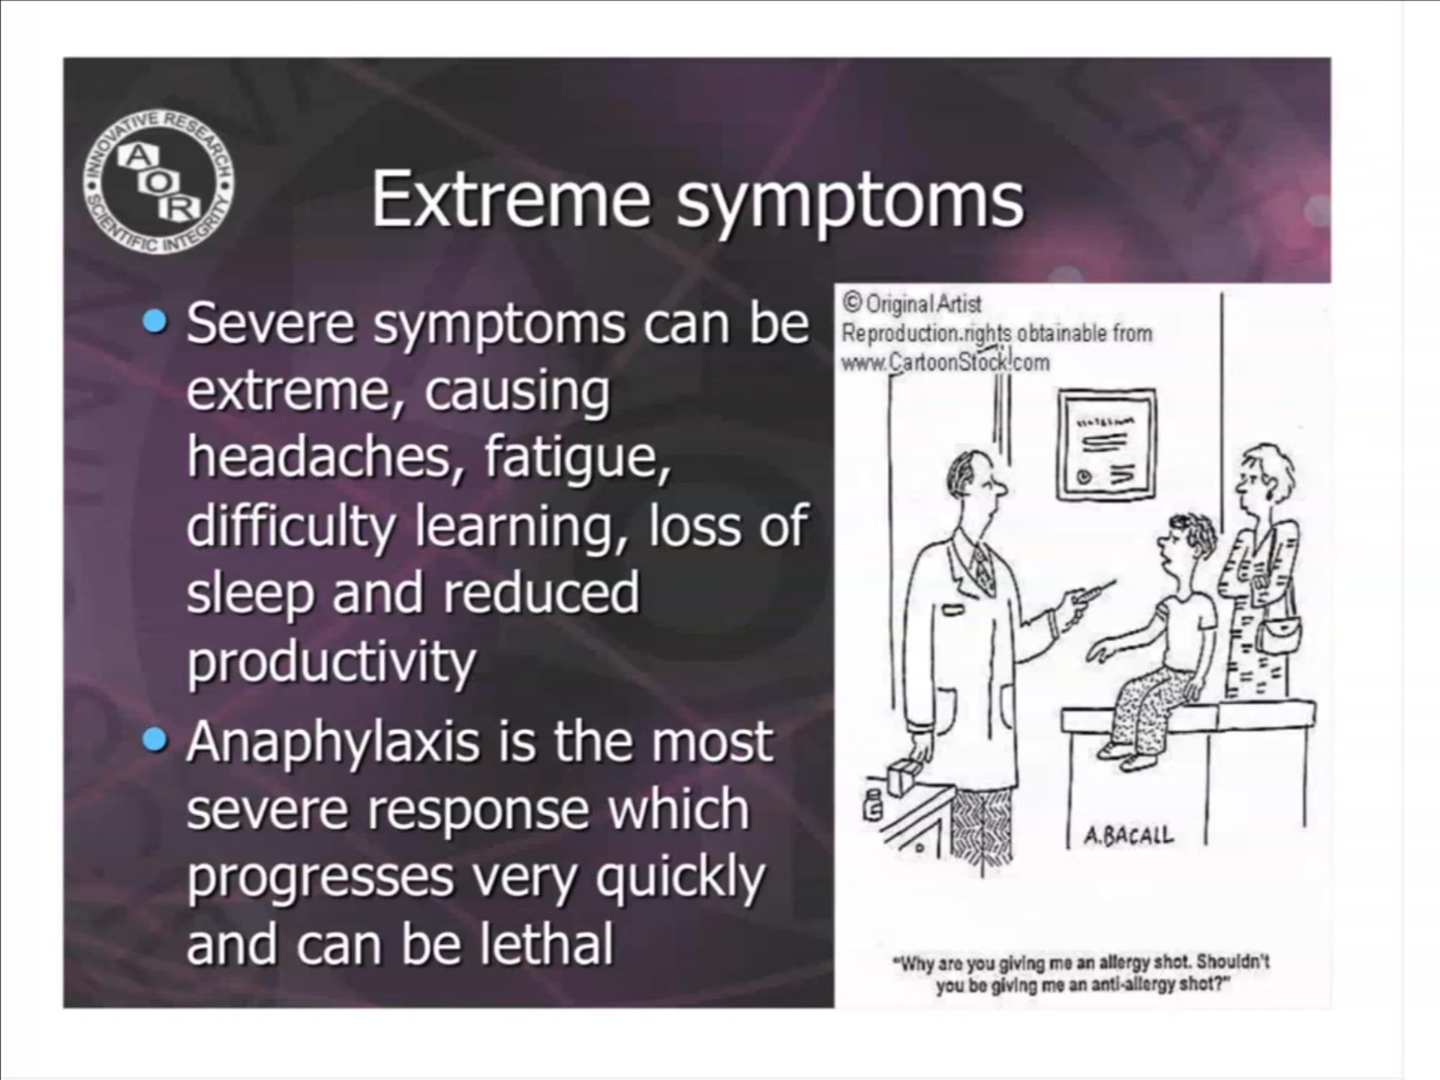 INNOVATIVE RESEARCH
AOR
SCIENTIFIC INTEGRITY
Extreme symptoms
Severe symptoms can be
extreme, causing
headaches, fatigue,
difficulty learning, loss of
sleep and reduced
productivity
Anaphylaxis is the most
severe response which
progresses very quickly
and can be lethal
© Original Artist
Reproduction rights obtainable from
www.CartoonStock.com
A.BACALL
"Why are you giving me an allergy shot. Shouldn't
you be giving me an anti-allergy shot?"